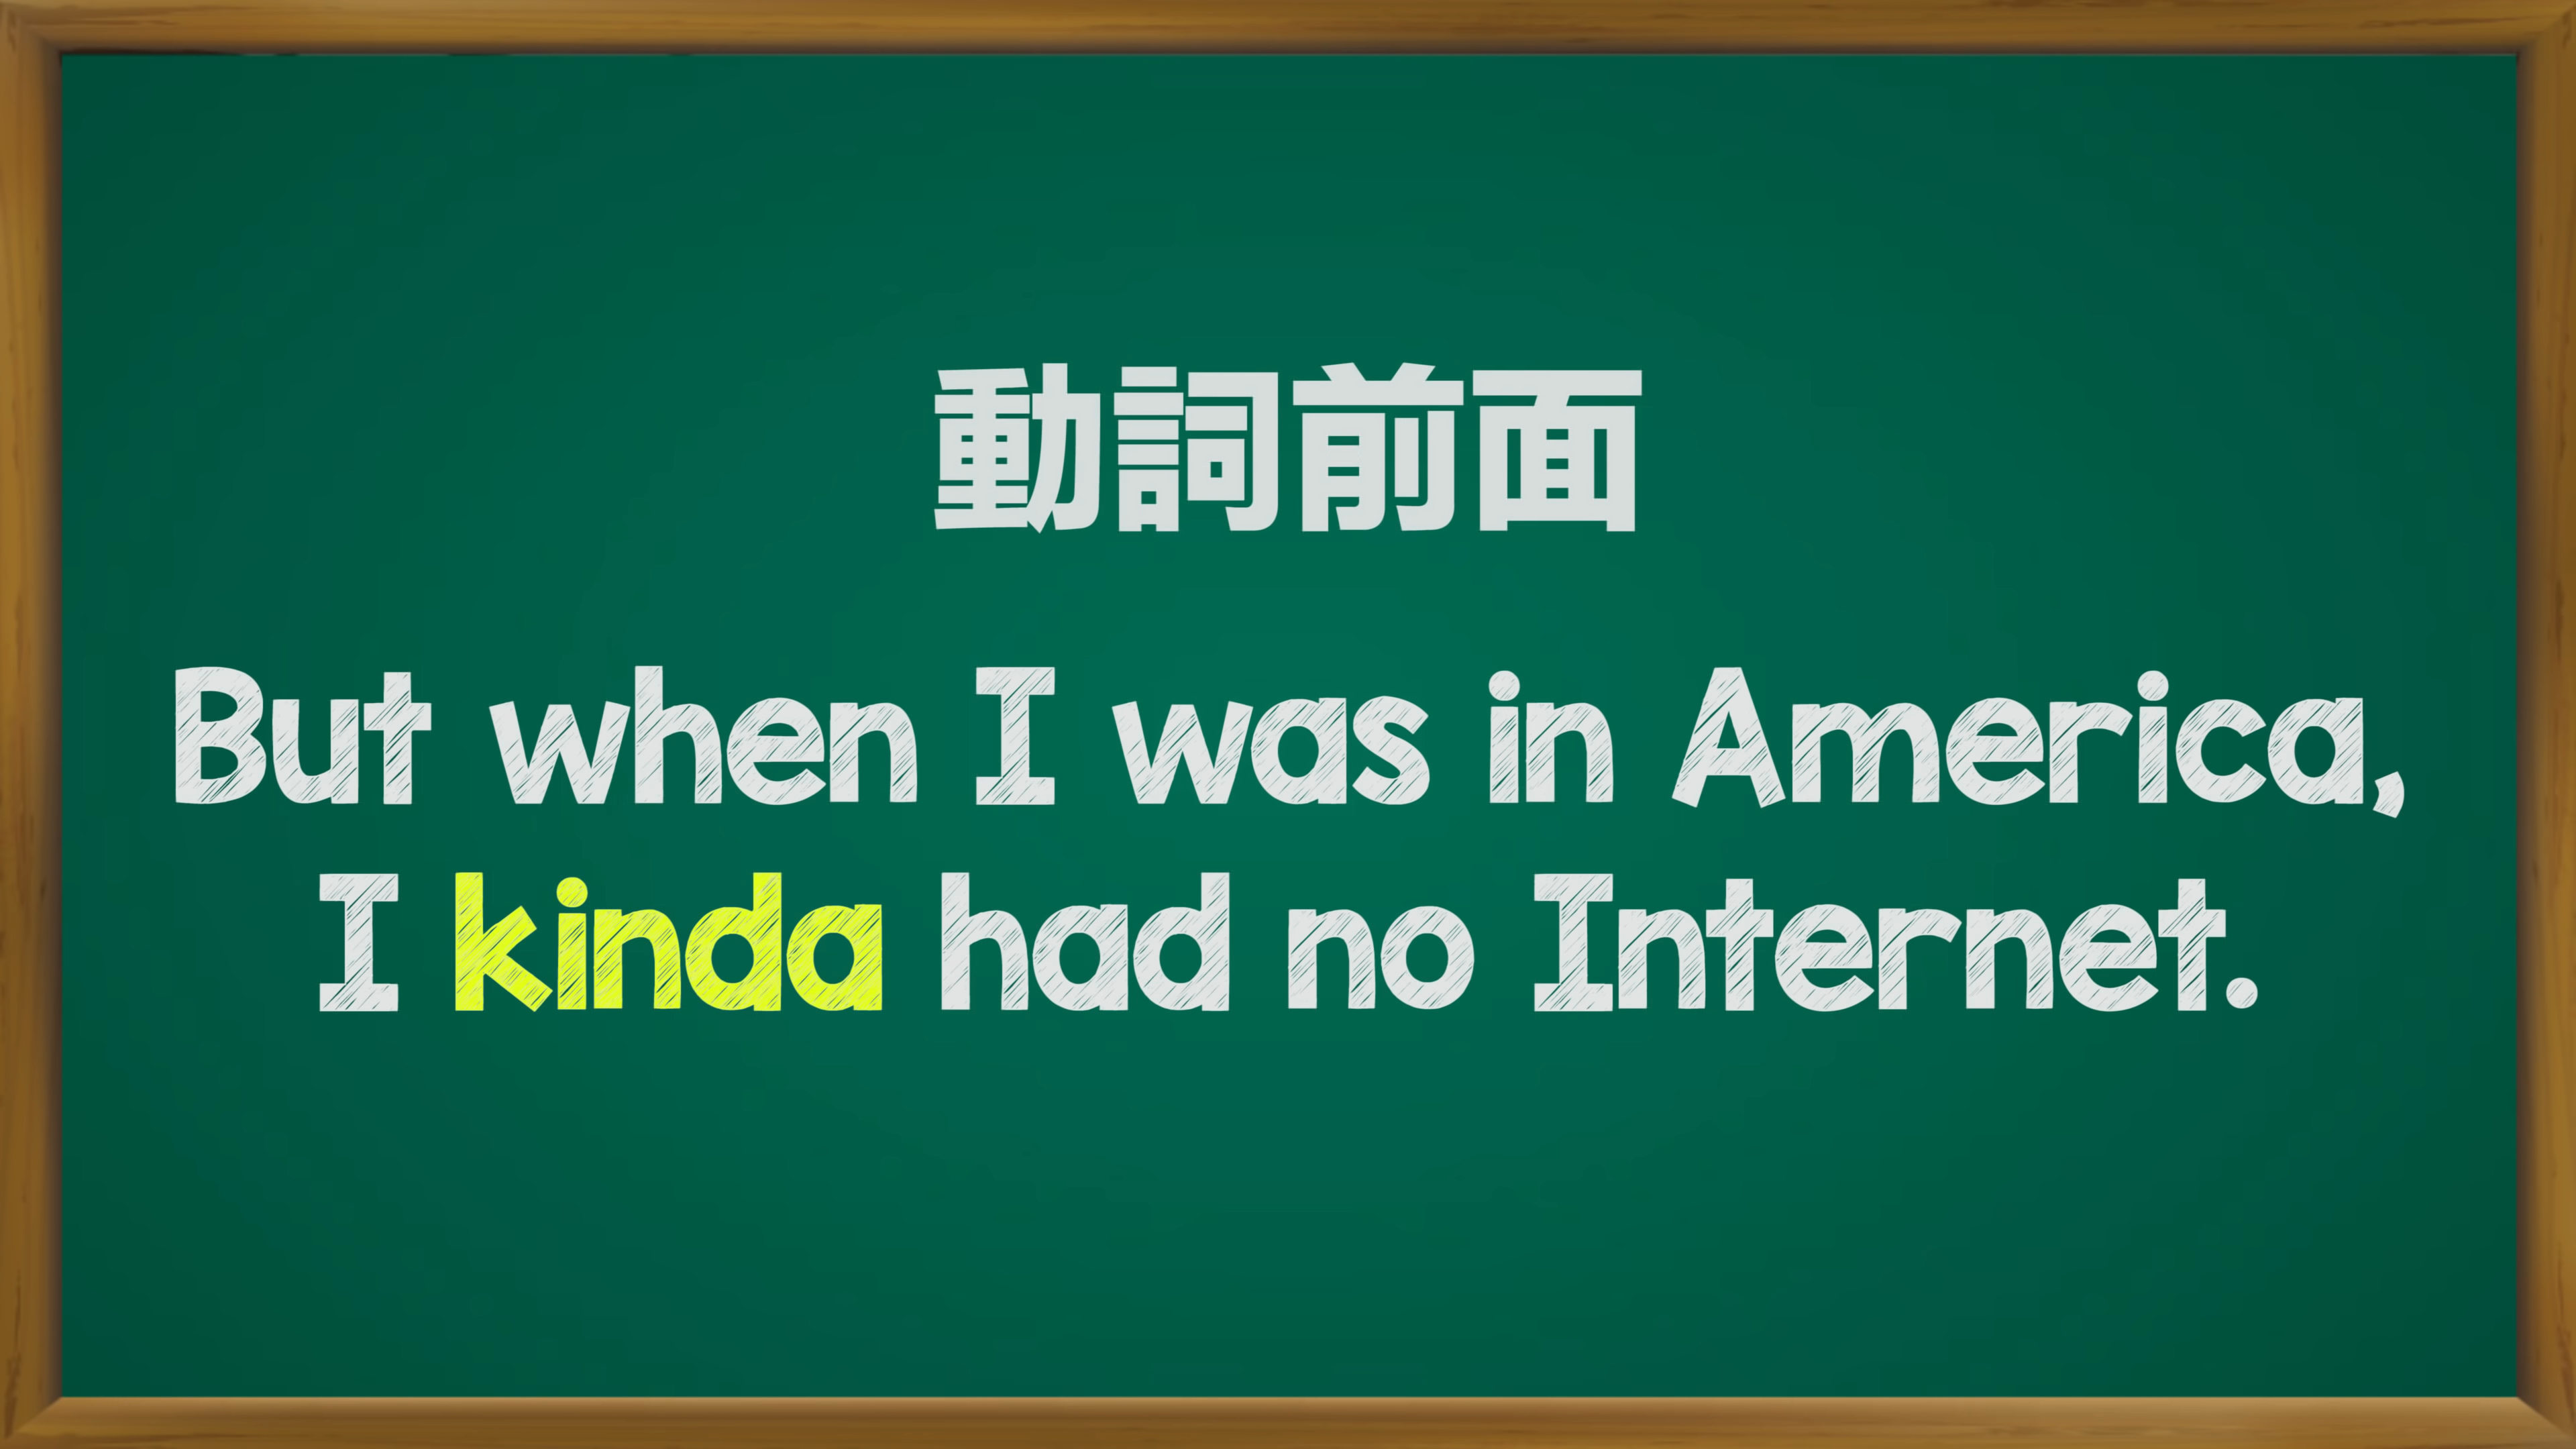 動詞前面
But when I was in America,
I kinda had no Internet.